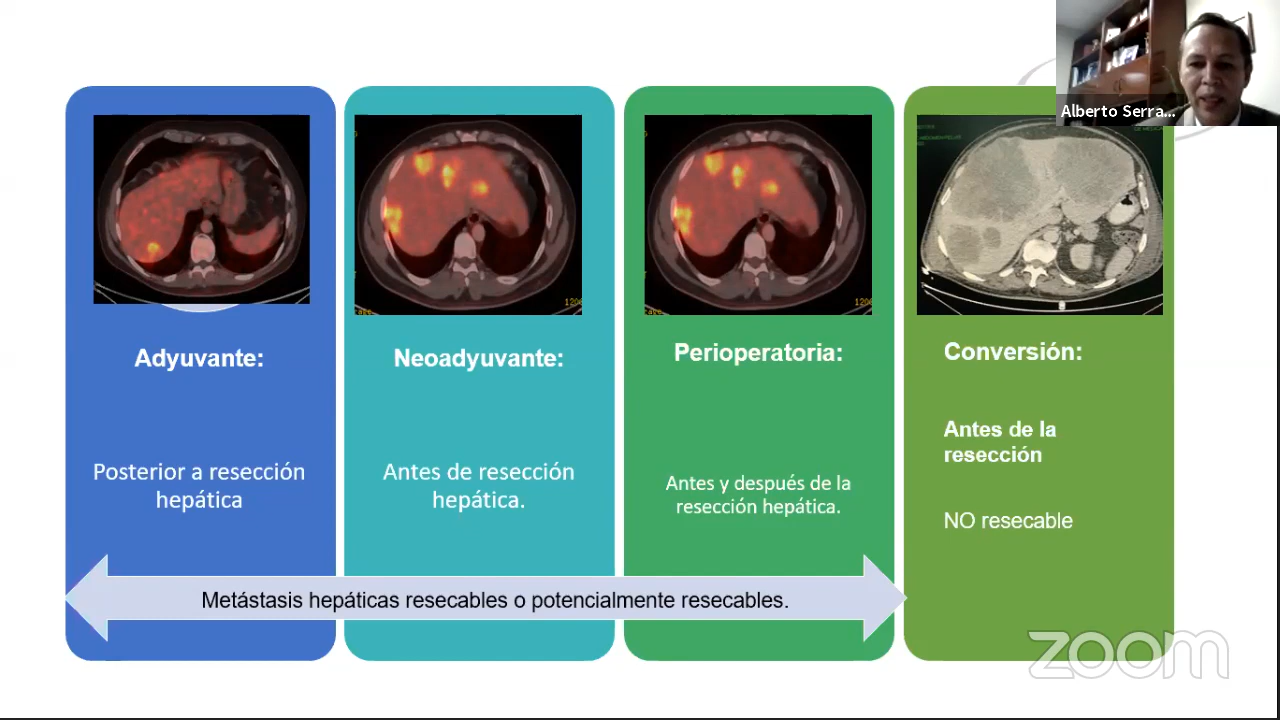 Alberto Serra...
Adyuvante:
Posterior a resección
hepática
Neoadyuvante:
Antes de resección
hepática.
Perioperatoria:
Antes y después de la
resección hepática.
Conversión:
Antes de la
resección
NO resecable
Metástasis hepáticas resecables o potencialmente resecables.
zoom